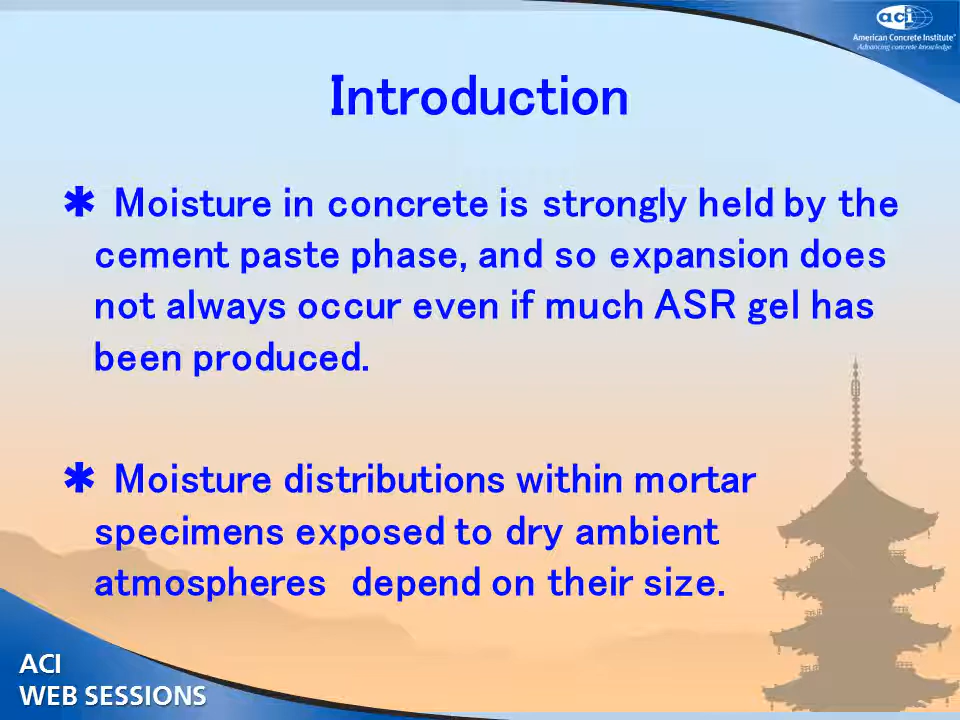 aci
American Concrete Institute®
Advancing concrete knowledge
Introduction
✱ Moisture in concrete is strongly held by the
cement paste phase, and so expansion does
not always occur even if much ASR gel has
been produced.
✱ Moisture distributions within mortar
specimens exposed to dry ambient
atmospheres depend on their size.
ACI
WEB SESSIONS